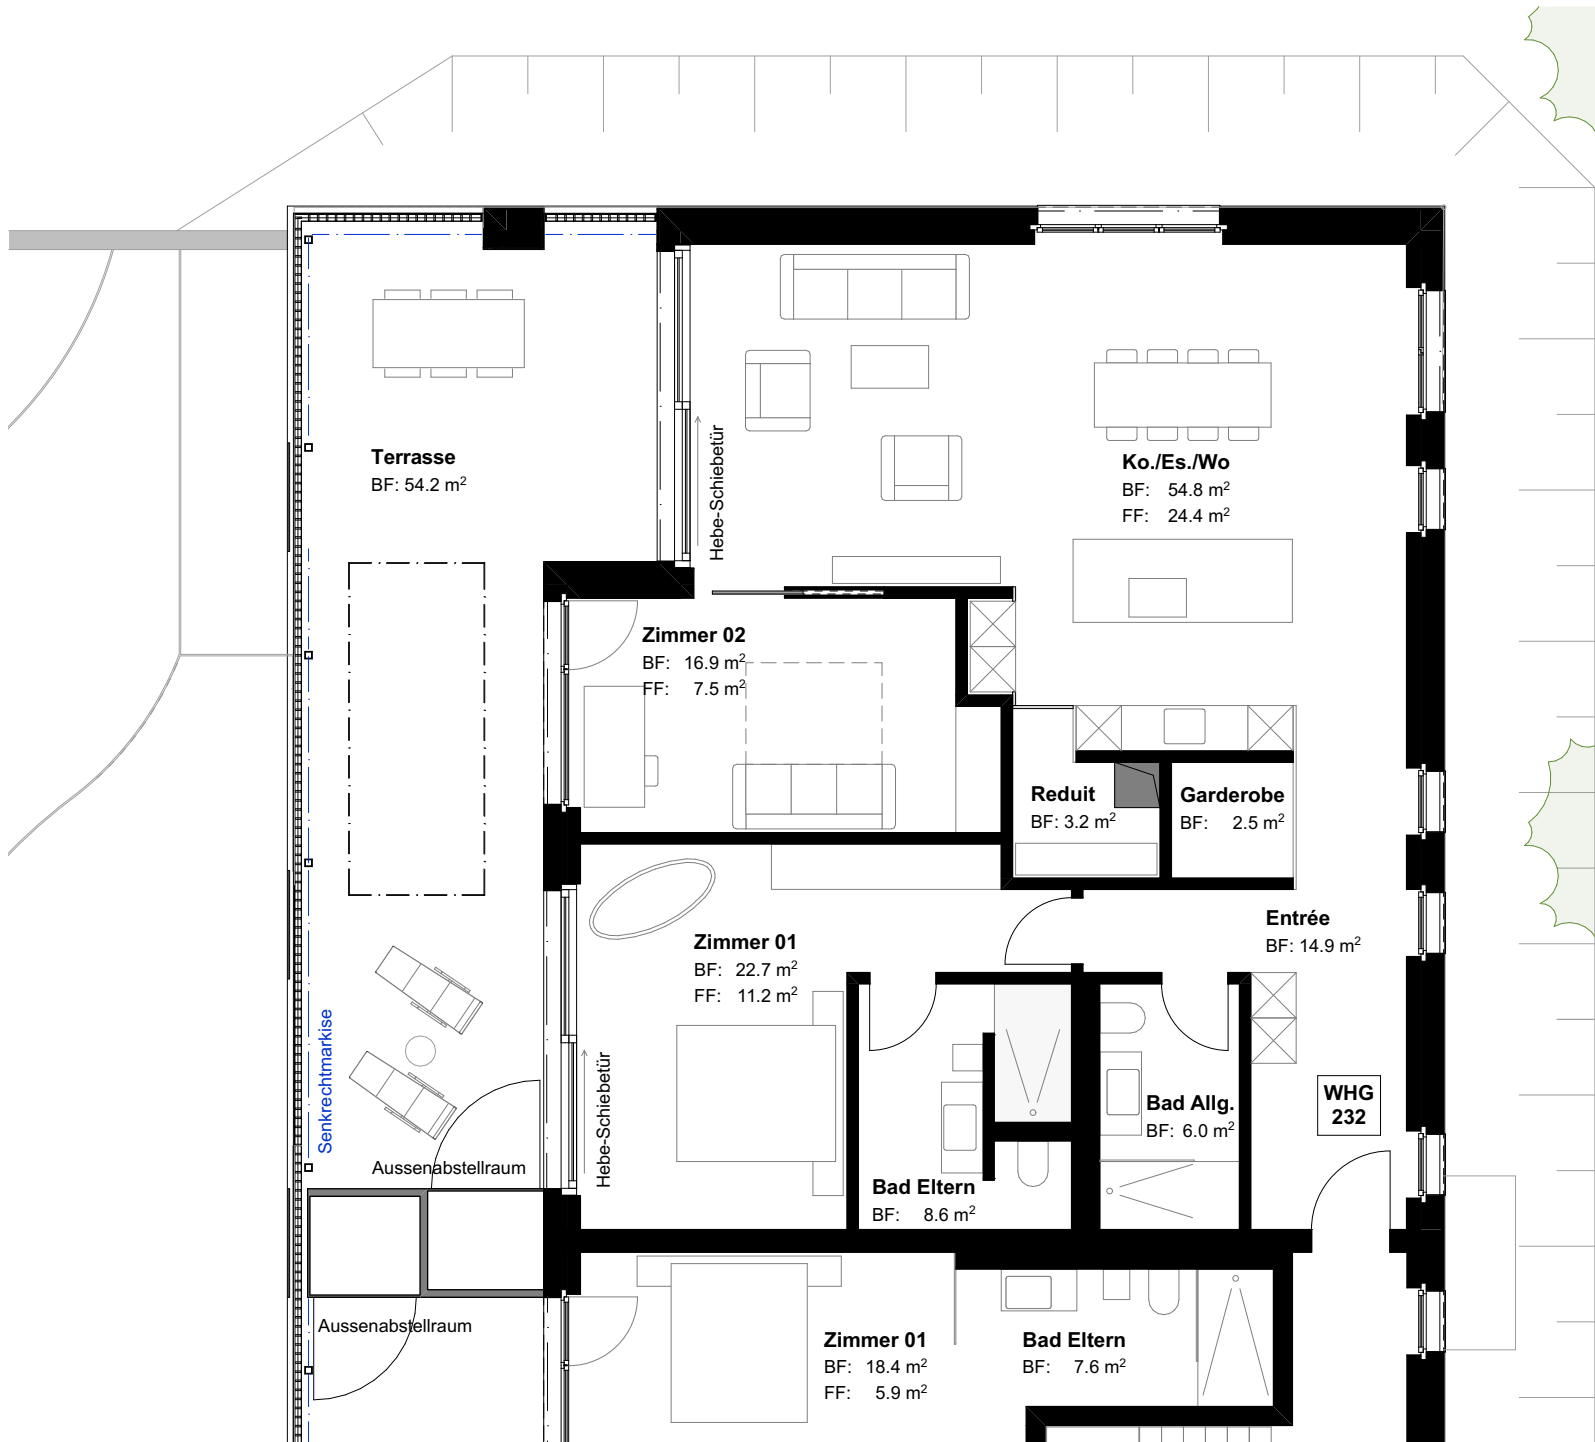 Terrasse
BF: 54.2 m²
Hebe-Schiebetür
Ko./Es./Wo
BF: 54.8 m²
FF: 24.4 m²
Zimmer 02
BF: 16.9 m²
FF: 7.5 m²
Reduit
BF: 3.2 m²
Garderobe
BF: 2.5 m²
Entrée
BF: 14.9 m²
Zimmer 01
BF: 22.7 m²
FF: 11.2 m²
Senkrechtmarkise
Hebe-Schiebetür
WHG
232
Bad Allg.
BF: 6.0 m²
Aussenabstellraum
Bad Eltern
BF: 8.6 m²
Aussenabstellraum
Zimmer 01
BF: 18.4 m²
FF: 5.9 m²
Bad Eltern
BF: 7.6 m²